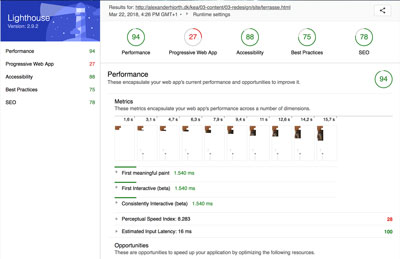 Lighthouse
Version: 2.9.2
Performance 94
Progressive Web App 27
Accessibility 86
Best Practices 75
SEO 78
Results for: http://alexanderhlorth.dk/kea/03-content/03-redesign/site/terrasse.html
Mar 22, 2018, 4:26 PM GMT+1 • Runtime settings
94
27
88
75
78
Performance
Progressive Web App
Accessibility
Best Practices
SEO
Performance
These encapsulate your web app's current performance and opportunities to improve it.
94
Metrics
These metrics encapsulate your web app's performance across a number of dimensions.
1,6 s 3,1 s 4,7 s 6,3 s 7,9 s 9,4 s 11 s 12,6 s 14,2 s 15,7 s
First meaningful paint 1.540 ms
First Interactive (beta) 1.540 ms
Consistently Interactive (beta) 1.540 ms
Perceptual Speed Index: 8.283 28
Estimated Input Latency: 16 ms 100
Opportunities
These are opportunities to speed up your application by optimizing the following resources.